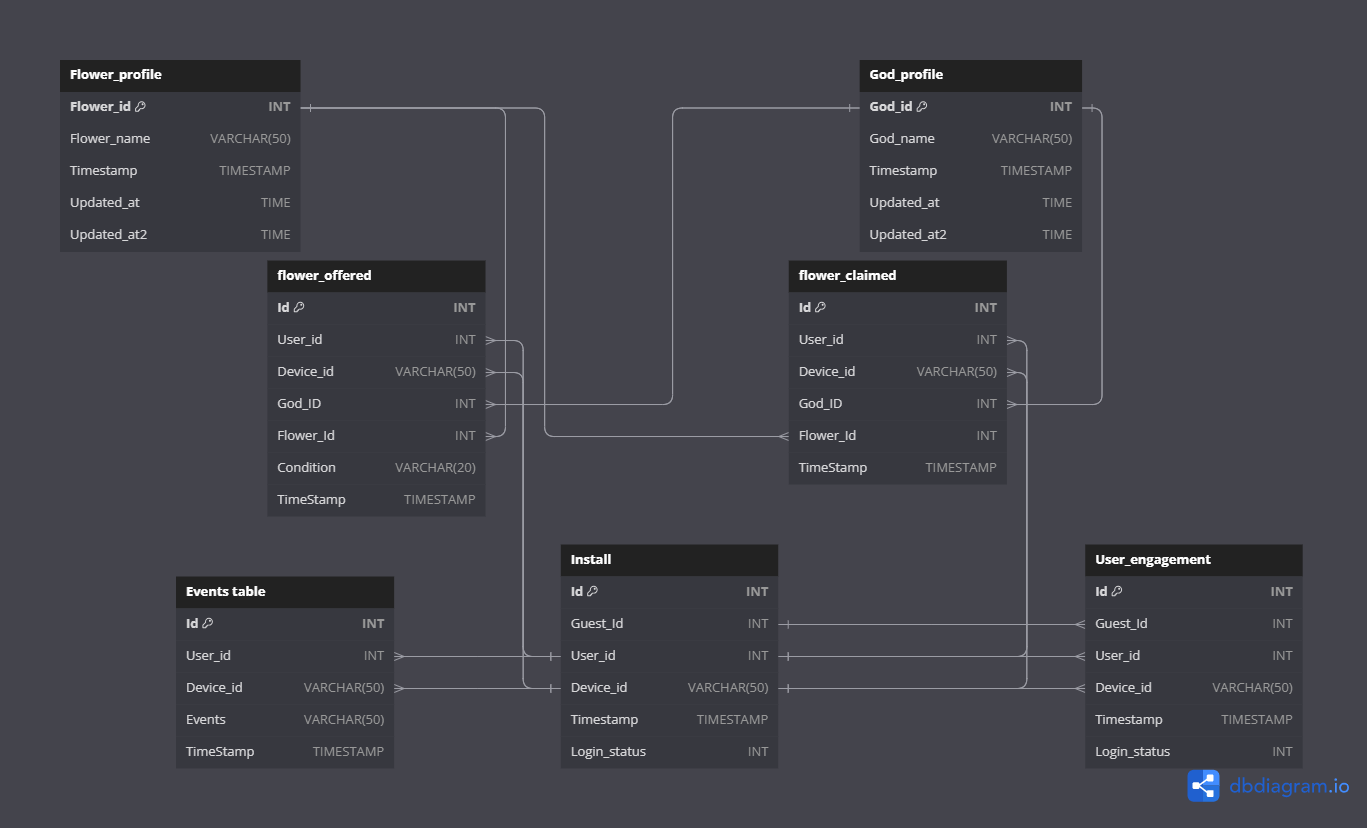 Flower_profile
Flower_id INT
Flower_name VARCHAR(50)
Timestamp TIMESTAMP
Updated_at TIME
Updated_at2 TIME
God_profile
God_id INT
God_name VARCHAR(50)
Timestamp TIMESTAMP
Updated_at TIME
Updated_at2 TIME
flower_offered
Id INT
User_id INT
Device_id VARCHAR(50)
God_ID INT
Flower_Id INT
Condition VARCHAR(20)
TimeStamp TIMESTAMP
flower_claimed
Id INT
User_id INT
Device_id VARCHAR(50)
God_ID INT
Flower_Id INT
TimeStamp TIMESTAMP
Events table
Id INT
User_id INT
Device_id VARCHAR(50)
Events VARCHAR(50)
TimeStamp TIMESTAMP
Install
Id INT
Guest_Id INT
User_id INT
Device_id VARCHAR(50)
Timestamp TIMESTAMP
Login_status INT
User_engagement
Id INT
Guest_Id INT
User_id INT
Device_id VARCHAR(50)
Timestamp TIMESTAMP
Login_status INT
dbdiagram.io